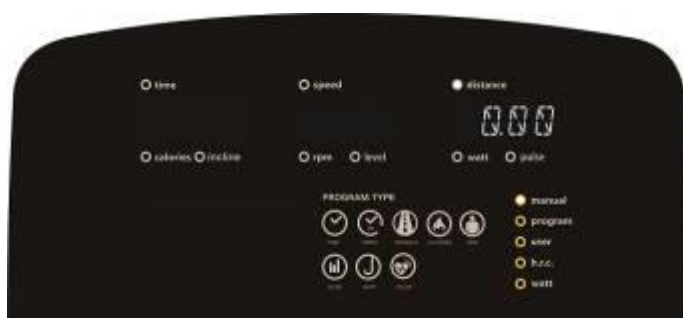 time speed distance
0.00
calories incline rpm level watt pulse
PROGRAM TYPE
manual
program
user
h.r.c.
watt